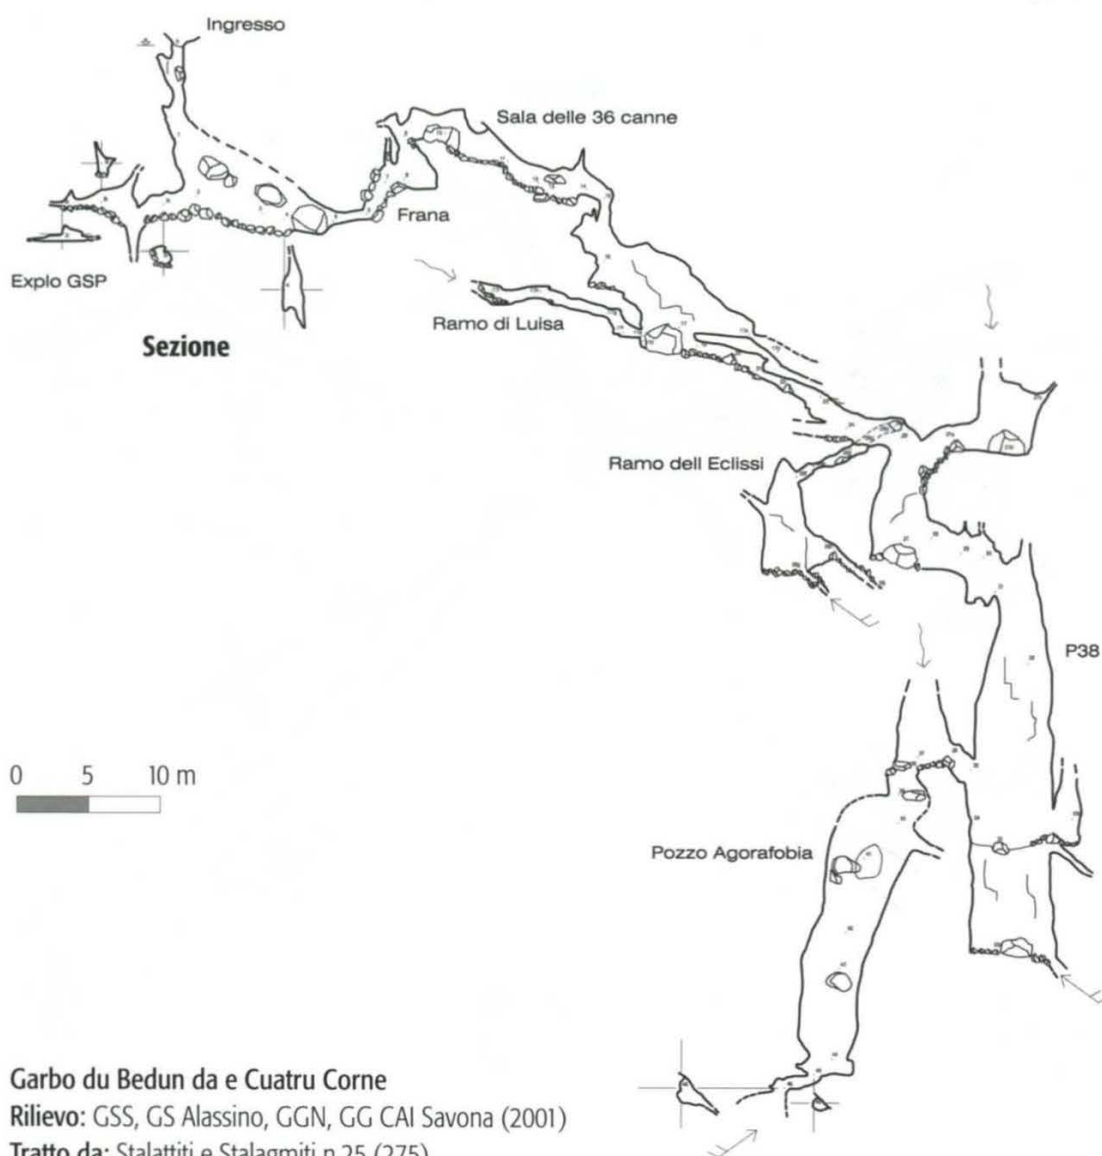 Ingresso
Sala delle 36 canne
Frana
Explo GSP
Ramo di Luisa
Sezione
Ramo dell Eclissi
P38
0 5 10 m
Pozzo Agorafobia
Garbo du Bedun da e Cuatru Corne
Rilievo: GSS, GS Alassino, GGN, GG CAI Savona (2001)
Tratto da: Stalattiti e Stalagmiti n.25 (275)